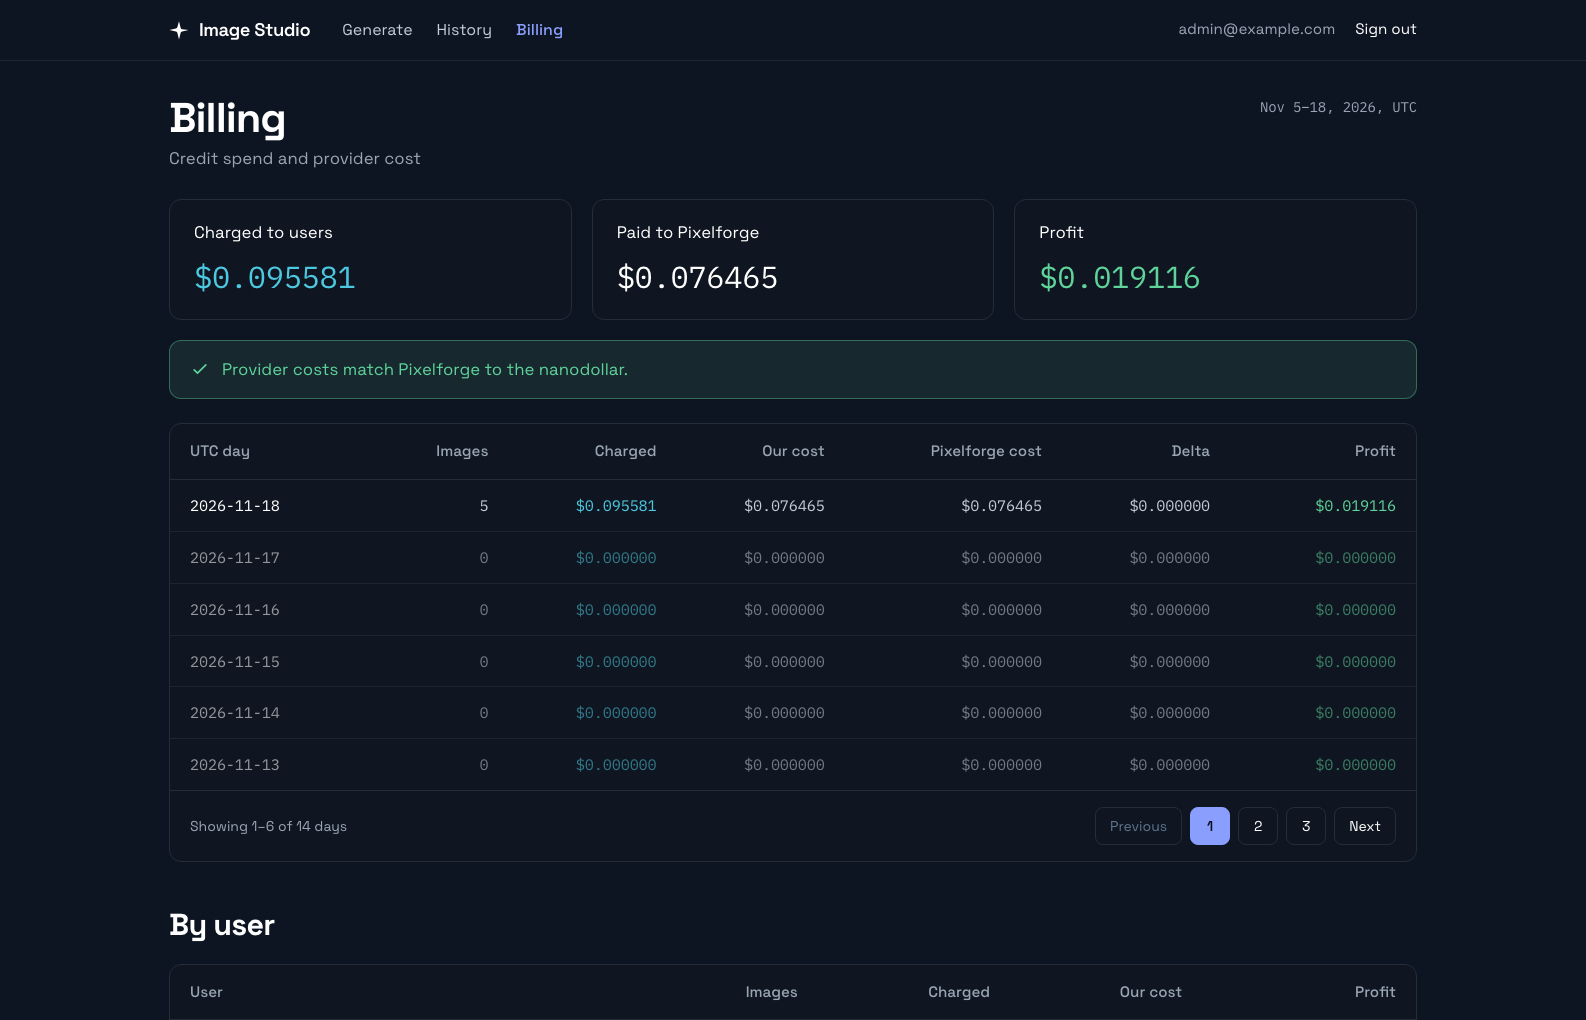 Image Studio Generate History Billing admin@example.com Sign out
Billing
Nov 5–18, 2026, UTC
Credit spend and provider cost
Charged to users
$0.095581
Paid to Pixelforge
$0.076465
Profit
$0.019116
Provider costs match Pixelforge to the nanodollar.
UTC day Images Charged Our cost Pixelforge cost Delta Profit
2026-11-18 5 $0.095581 $0.076465 $0.076465 $0.000000 $0.019116
2026-11-17 0 $0.000000 $0.000000 $0.000000 $0.000000 $0.000000
2026-11-16 0 $0.000000 $0.000000 $0.000000 $0.000000 $0.000000
2026-11-15 0 $0.000000 $0.000000 $0.000000 $0.000000 $0.000000
2026-11-14 0 $0.000000 $0.000000 $0.000000 $0.000000 $0.000000
2026-11-13 0 $0.000000 $0.000000 $0.000000 $0.000000 $0.000000
Showing 1–6 of 14 days Previous 1 2 3 Next
By user
User Images Charged Our cost Profit